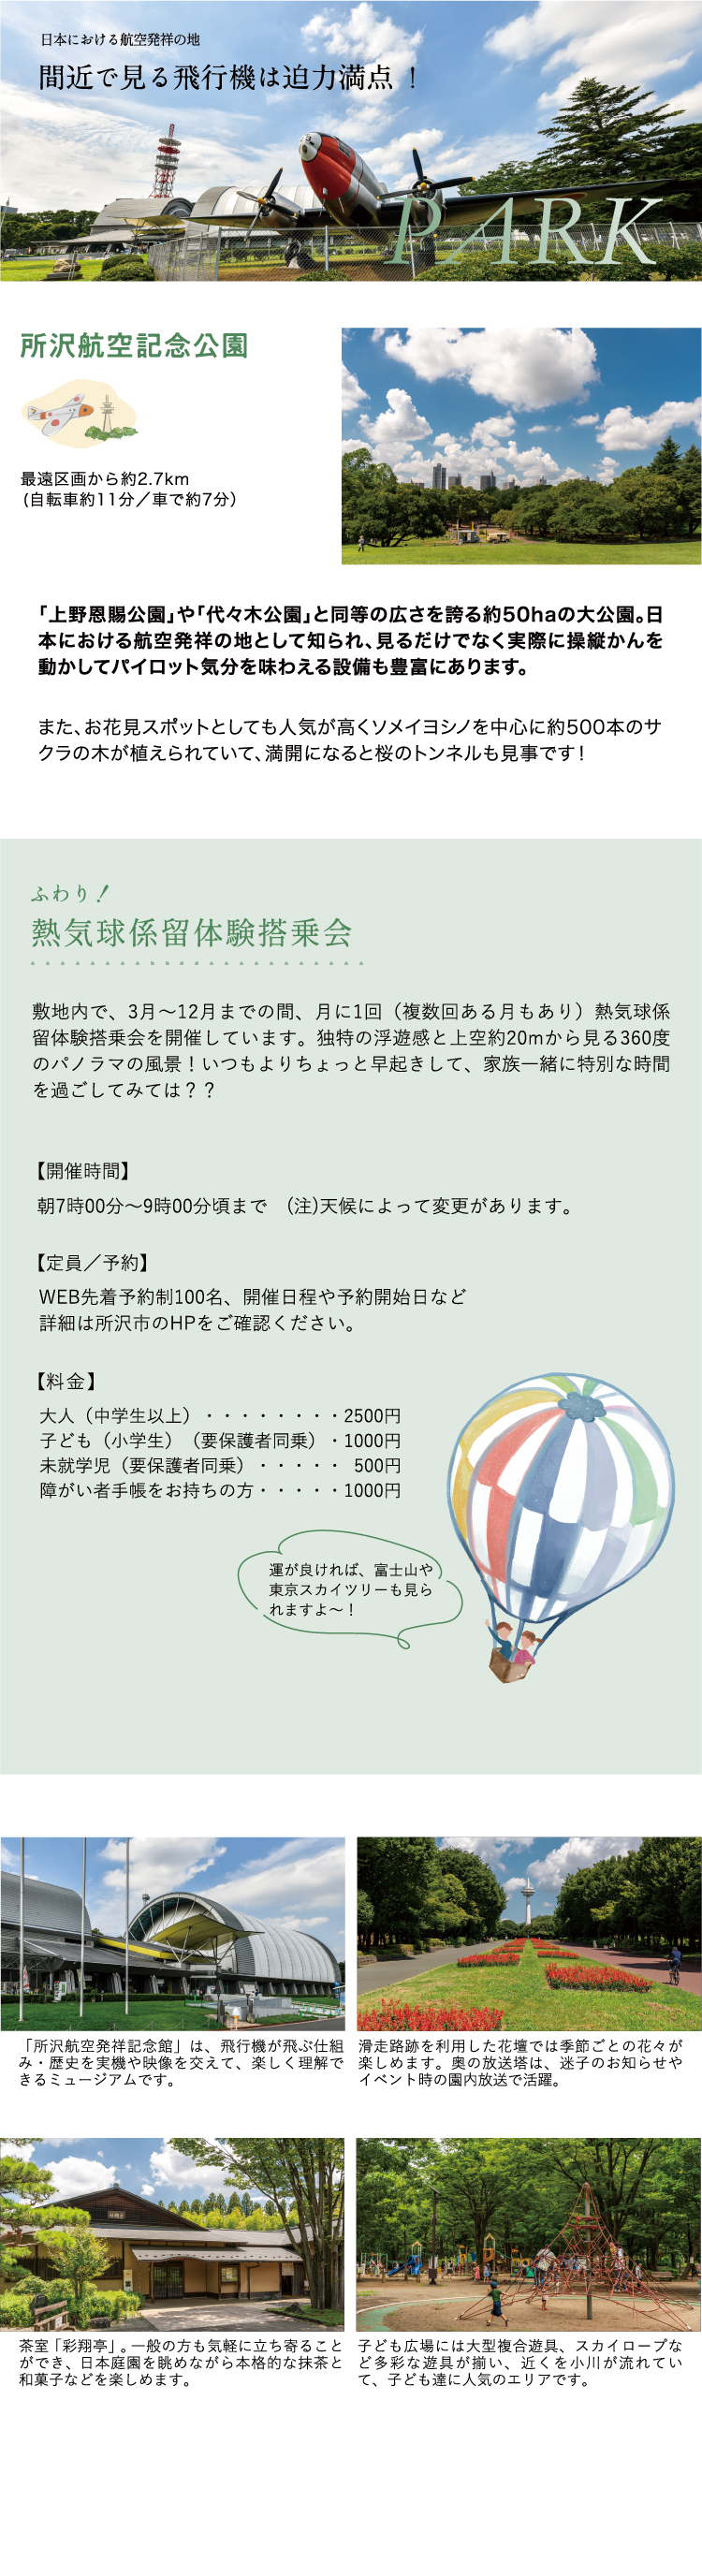 日本における航空発祥の地
間近で見る飛行機は迫力満点！
PARK
所沢航空記念公園
最遠区画から約2.7km
(自転車約11分／車で約7分)
「上野恩賜公園」や「代々木公園」と同等の広さを誇る約50haの大公園。日
本における航空発祥の地として知られ、見るだけでなく実際に操縦かんを
動かしてパイロット気分を味わえる設備も豊富にあります。
また、お花見スポットとしても人気が高くソメイヨシノを中心に約500本のサ
クラの木が植えられていて、満開になると桜のトンネルも見事です！
ふわり！
熱気球係留体験搭乗会
敷地内で、3月〜12月までの間、月に1回（複数回ある月もあり）熱気球係
留体験搭乗会を開催しています。独特の浮遊感と上空約20mから見る360度
のパノラマの風景！いつもよりちょっと早起きして、家族一緒に特別な時間
を過ごしてみては？？
【開催時間】
朝7時00分〜9時00分頃まで　(注)天候によって変更があります。
【定員／予約】
WEB先着予約制100名、開催日程や予約開始日など
詳細は所沢市のHPをご確認ください。
【料金】
大人（中学生以上）・・・・・・・・2500円
子ども（小学生）（要保護者同乗）・1000円
未就学児（要保護者同乗）・・・・・ 500円
障がい者手帳をお持ちの方・・・・・1000円
運が良ければ、富士山や
東京スカイツリーも見ら
れますよ〜！
「所沢航空発祥記念館」は、飛行機が飛ぶ仕組
み・歴史を実機や映像を交えて、楽しく理解で
きるミュージアムです。
滑走路跡を利用した花壇では季節ごとの花々が
楽しめます。奥の放送塔は、迷子のお知らせや
イベント時の園内放送で活躍。
茶室「彩翔亭」。一般の方も気軽に立ち寄ること
ができ、日本庭園を眺めながら本格的な抹茶と
和菓子などを楽しめます。
子ども広場には大型複合遊具、スカイロープな
ど多彩な遊具が揃い、近くを小川が流れてい
て、子ども達に人気のエリアです。